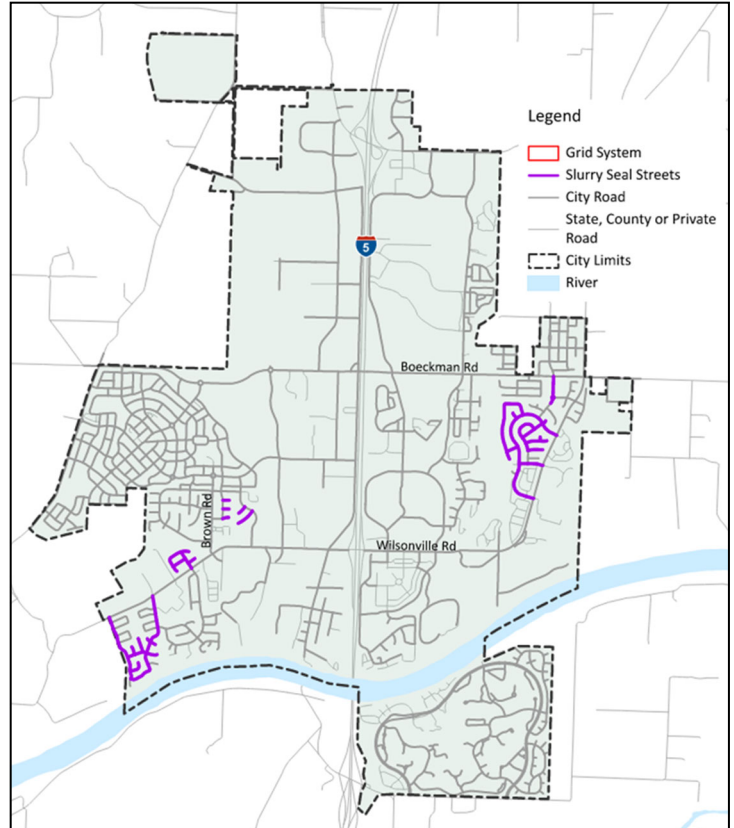 Legend
Grid System
Slurry Seal Streets
City Road
State, County or Private
Road
City Limits
River
5
Boeckman Rd
Brown Rd
Wilsonville Rd